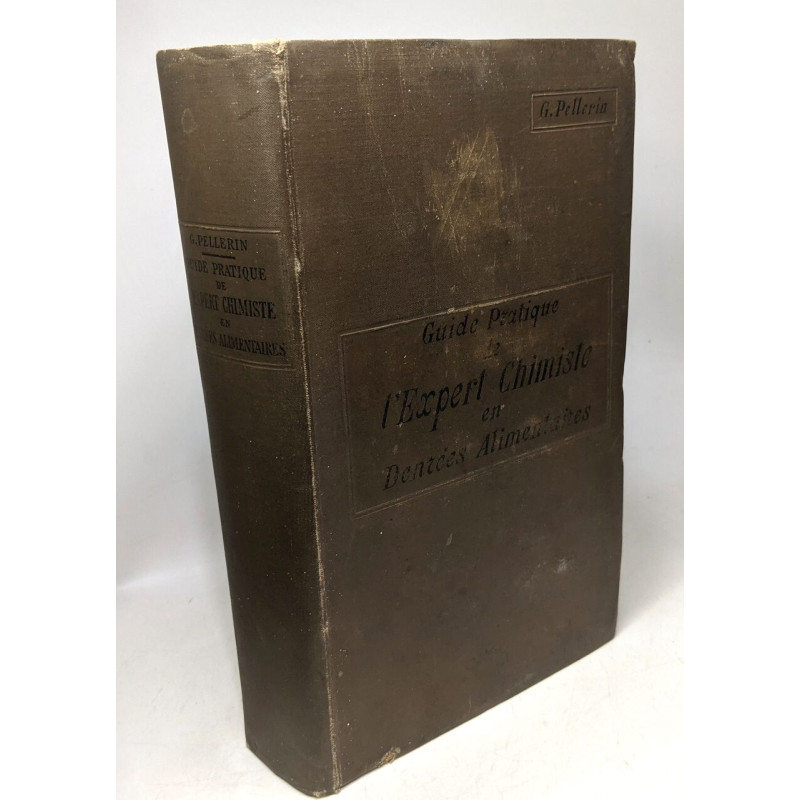 G. PELLERIN
GUIDE PRATIQUE
DE
L'EXPERT CHIMISTE
EN
DENRÉES ALIMENTAIRES
G. Pellerin
Guide Pratique
de
l'Expert Chimiste
en
Denrées Alimentaires